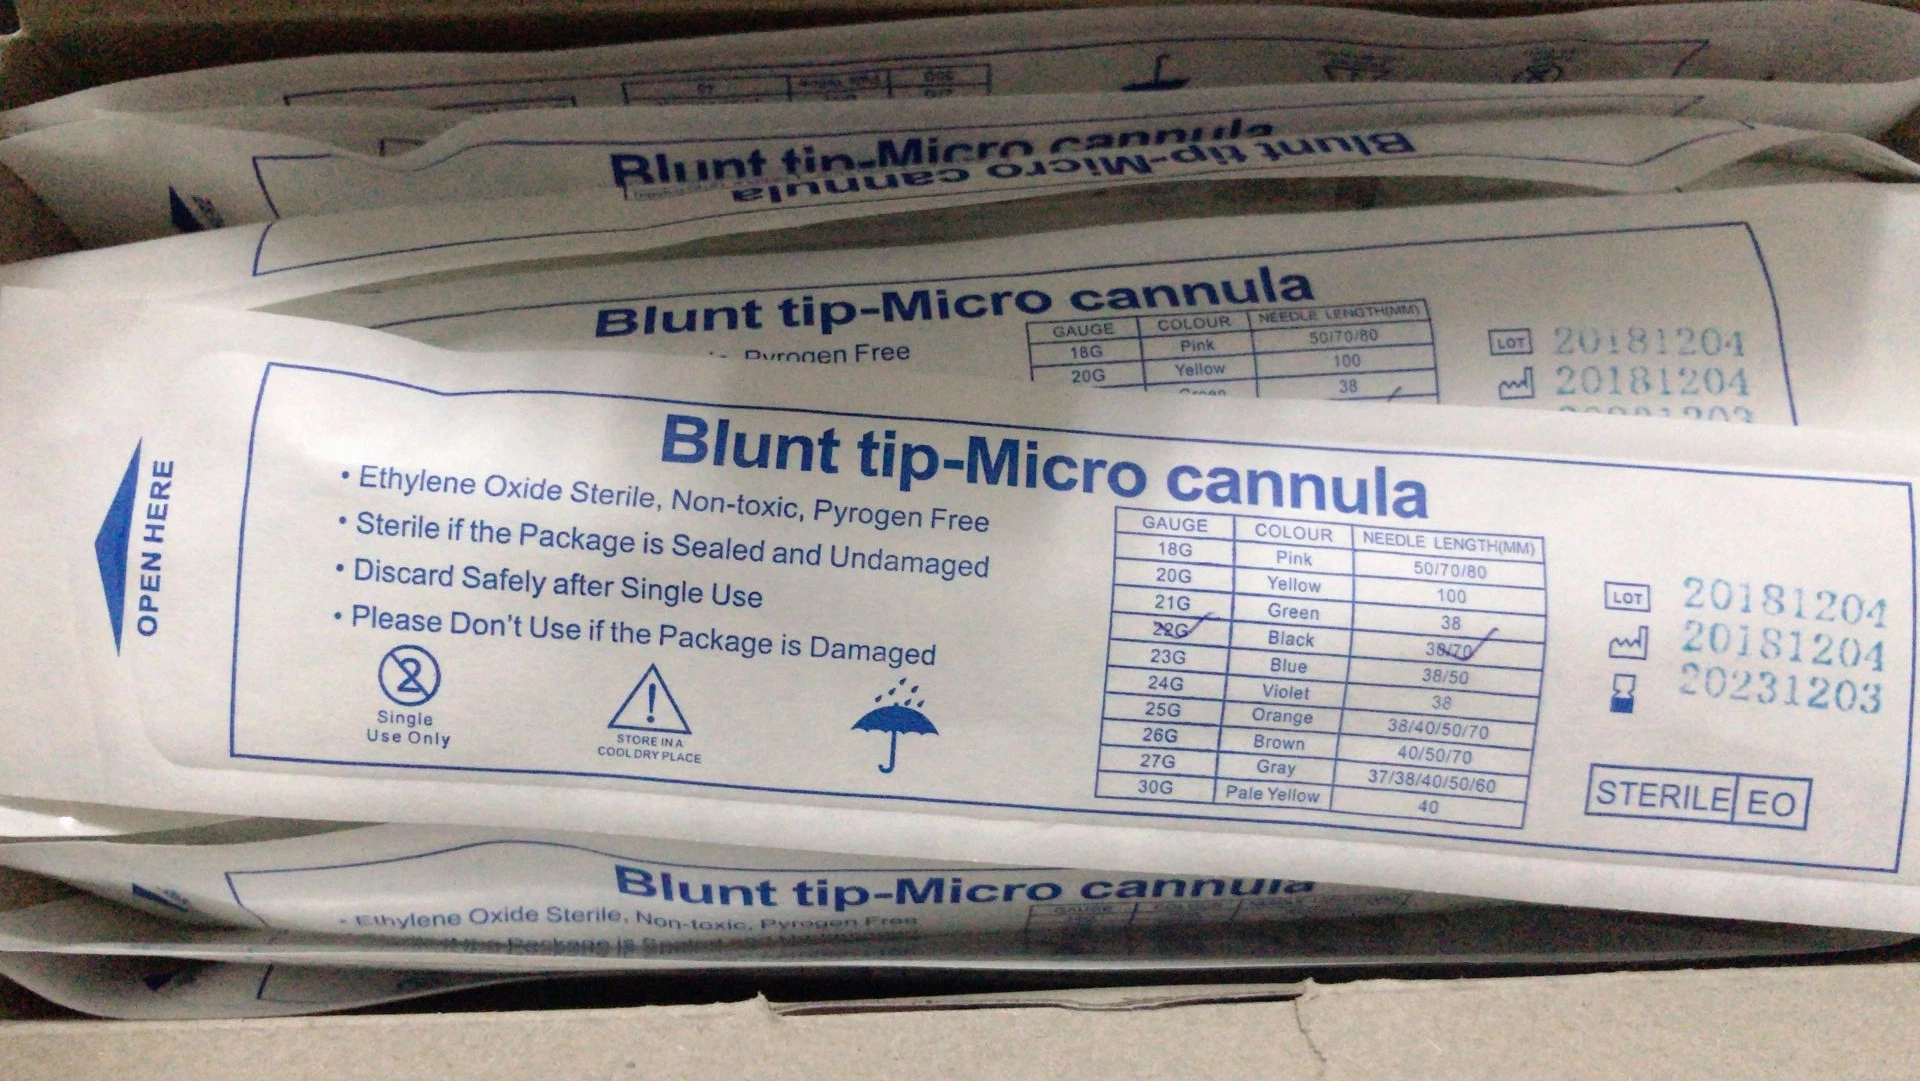 Blunt tip-Micro cannula
Blunt tip-Micro cannula
Blunt tip-Micro cannula
Pyrogen Free
GAUGE COLOUR NEEDLE LENGTH(MM)
18G Pink 50/70/80
20G Yellow 100
38
LOT 20181204
20181204
OPEN HERE
Blunt tip-Micro cannula
• Ethylene Oxide Sterile, Non-toxic, Pyrogen Free
• Sterile if the Package is Sealed and Undamaged
• Discard Safely after Single Use
• Please Don't Use if the Package is Damaged
2
Single
Use Only
STORE IN A
COOL DRY PLACE
GAUGE COLOUR NEEDLE LENGTH(MM)
18G Pink 50/70/80
20G Yellow 100
21G Green 38
22G Black 38/70
23G Blue 38/50
24G Violet 38
25G Orange 38/40/50/70
26G Brown 40/50/70
27G Gray 37/38/40/50/60
30G Pale Yellow 40
LOT 20181204
20181204
20231203
STERILE EO
Blunt tip-Micro cannula
- Ethylene Oxide Sterile, Non-toxic, Pyrogen Free